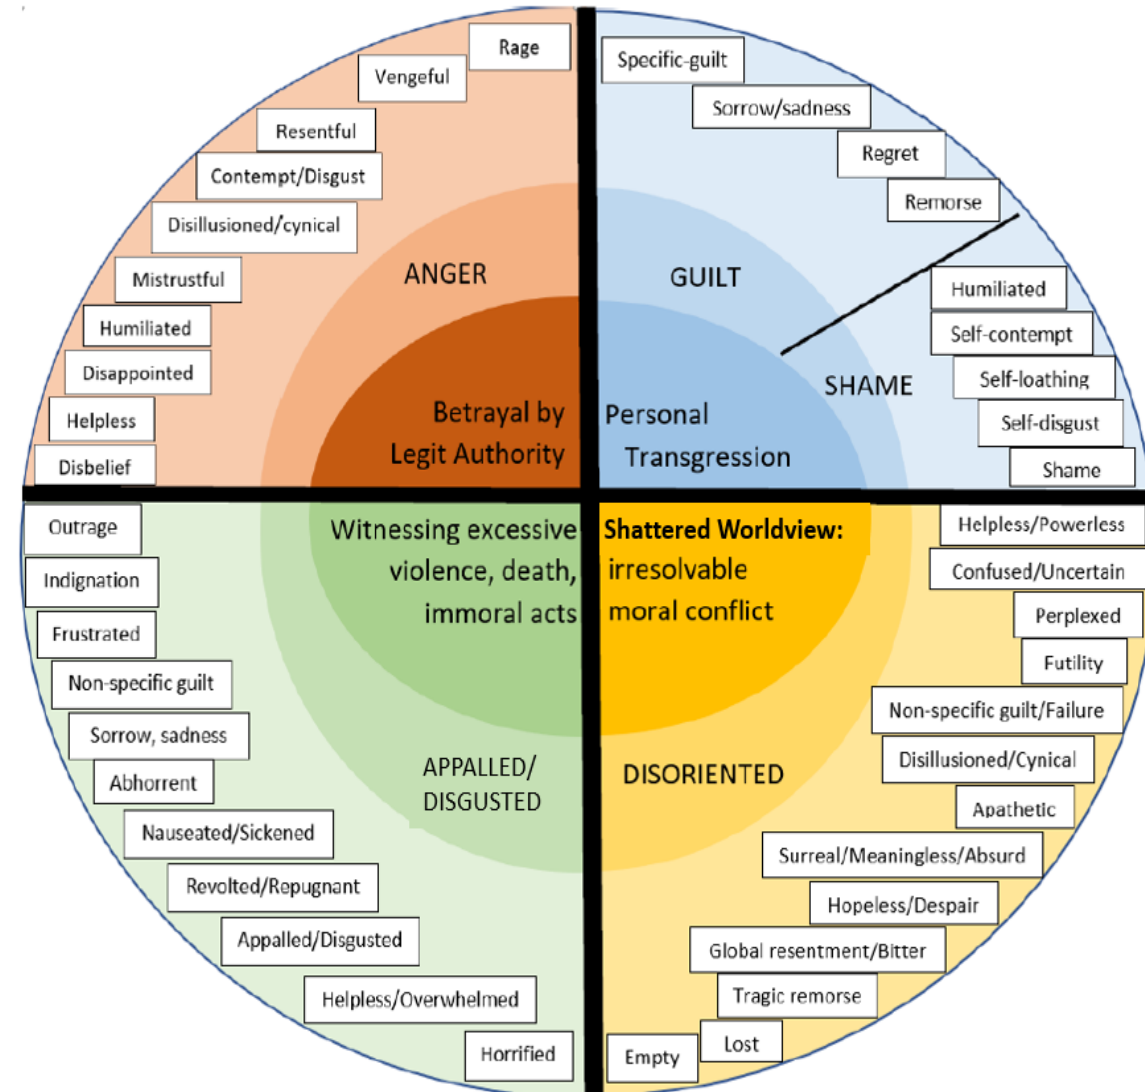 Rage
Vengeful
Resentful
Contempt/Disgust
Disillusioned/cynical
Mistrustful
Humiliated
Disappointed
Helpless
Disbelief
ANGER
Betrayal by
Legit Authority
Specific-guilt
Sorrow/sadness
Regret
Remorse
GUILT
Humiliated
Self-contempt
Self-loathing
Self-disgust
Shame
SHAME
Personal
Transgression
Outrage
Indignation
Frustrated
Non-specific guilt
Sorrow, sadness
Abhorrent
Nauseated/Sickened
Revolted/Repugnant
Appalled/Disgusted
Helpless/Overwhelmed
Horrified
Witnessing excessive
violence, death,
immoral acts
APPALLED/
DISGUSTED
Shattered Worldview:
irresolvable
moral conflict
DISORIENTED
Helpless/Powerless
Confused/Uncertain
Perplexed
Futility
Non-specific guilt/Failure
Disillusioned/Cynical
Apathetic
Surreal/Meaningless/Absurd
Hopeless/Despair
Global resentment/Bitter
Tragic remorse
Lost
Empty